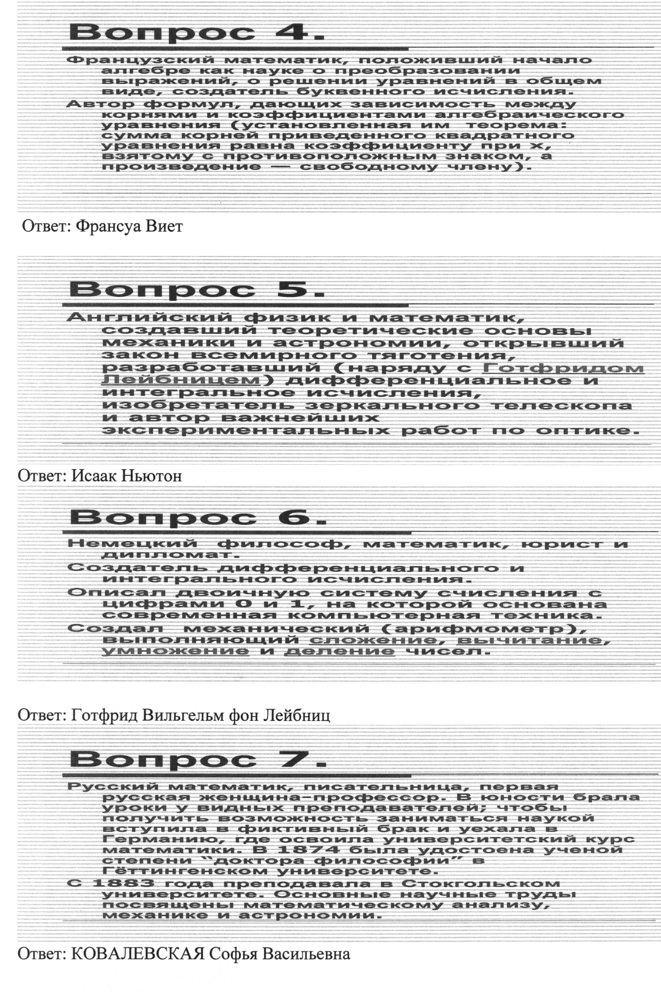 Вопрос 4.
Французский математик, положивший начало
алгебре как науке о преобразовании
выражений, о решении уравнений в общем
виде, создатель буквенного исчисления.
Автор формул, дающих зависимость между
корнями и коэффициентами алгебраического
уравнения (установленная им теорема:
сумма корней приведенного квадратного
уравнения равна коэффициенту при х,
взятому с противоположным знаком, а
произведение — свободному члену).
Ответ: Франсуа Виет
Вопрос 5.
Английский физик и математик,
создавший теоретические основы
механики и астрономии, открывший
закон всемирного тяготения,
разработавший (наряду с Готфридом
Лейбницем) дифференциальное и
интегральное исчисления,
изобретатель зеркального телескопа
и автор важнейших
экспериментальных работ по оптике.
Ответ: Исаак Ньютон
Вопрос 6.
Немецкий философ, математик, юрист и
дипломат.
Создатель дифференциального и
интегрального исчисления.
Описал двоичную систему счисления с
цифрами 0 и 1, на которой основана
современная компьютерная техника.
Создал механический (арифмометр),
выполняющий сложение, вычитание,
умножение и деление чисел.
Ответ: Готфрид Вильгельм фон Лейбниц
Вопрос 7.
Русский математик, писательница, первая
русская женщина-профессор. В юности брала
уроки у видных преподавателей; чтобы
получить возможность заниматься наукой
вступила в фиктивный брак и уехала в
Германию, где освоила университетский курс
математики. В 1874 была удостоена ученой
степени "доктора философии" в
Гёттингенском университете.
С 1883 года преподавала в Стокгольском
университете. Основные научные труды
посвящены математическому анализу,
механике и астрономии.
Ответ: КОВАЛЕВСКАЯ Софья Васильевна